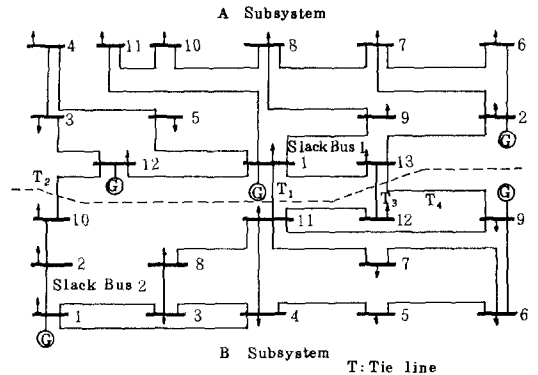 A Subsystem
4 11 10 8 7 6
3 5 9 2
G
12 1 Slack Bus 1 13
G G
T₂ T₁ T₃ T₄ G
10 11 12 9
2 8 7
Slack Bus 2
1 3 4 5 6
G
B Subsystem
T: Tie line